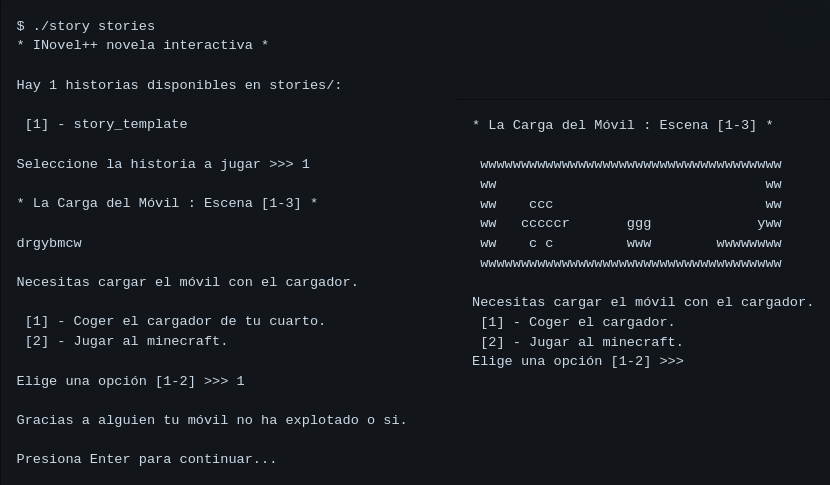 $ ./story stories
* INovel++ novela interactiva *
Hay 1 historias disponibles en stories/:
[1] - story_template
Seleccione la historia a jugar >>> 1
* La Carga del Móvil : Escena [1-3] *
drgybmcw
Necesitas cargar el móvil con el cargador.
[1] - Coger el cargador de tu cuarto.
[2] - Jugar al minecraft.
Elige una opción [1-2] >>> 1
Gracias a alguien tu móvil no ha explotado o si.
Presiona Enter para continuar...
* La Carga del Móvil : Escena [1-3] *
wwwwwwwwwwwwwwwwwwwwwwwwwwwwwwwwwwwww
ww                                 ww
ww    ccc                          ww
ww   cccccr       ggg             yww
ww    c c         www        wwwwwwww
wwwwwwwwwwwwwwwwwwwwwwwwwwwwwwwwwwwww
Necesitas cargar el móvil con el cargador.
[1] - Coger el cargador.
[2] - Jugar al minecraft.
Elige una opción [1-2] >>>